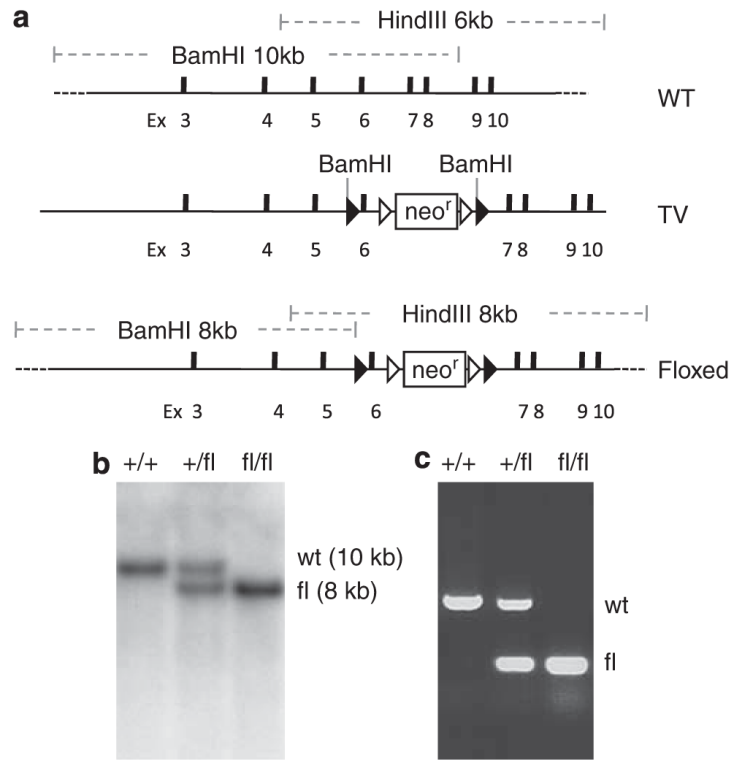 a
HindIII 6kb
BamHI 10kb
WT
Ex 3 4 5 6 7 8 9 10
BamHI BamHI
neoʳ
TV
Ex 3 4 5 6 7 8 9 10
HindIII 8kb
BamHI 8kb
neoʳ
Floxed
Ex 3 4 5 6 7 8 9 10
b +/+ +/fl fl/fl
wt (10 kb)
fl (8 kb)
c +/+ +/fl fl/fl
wt
fl